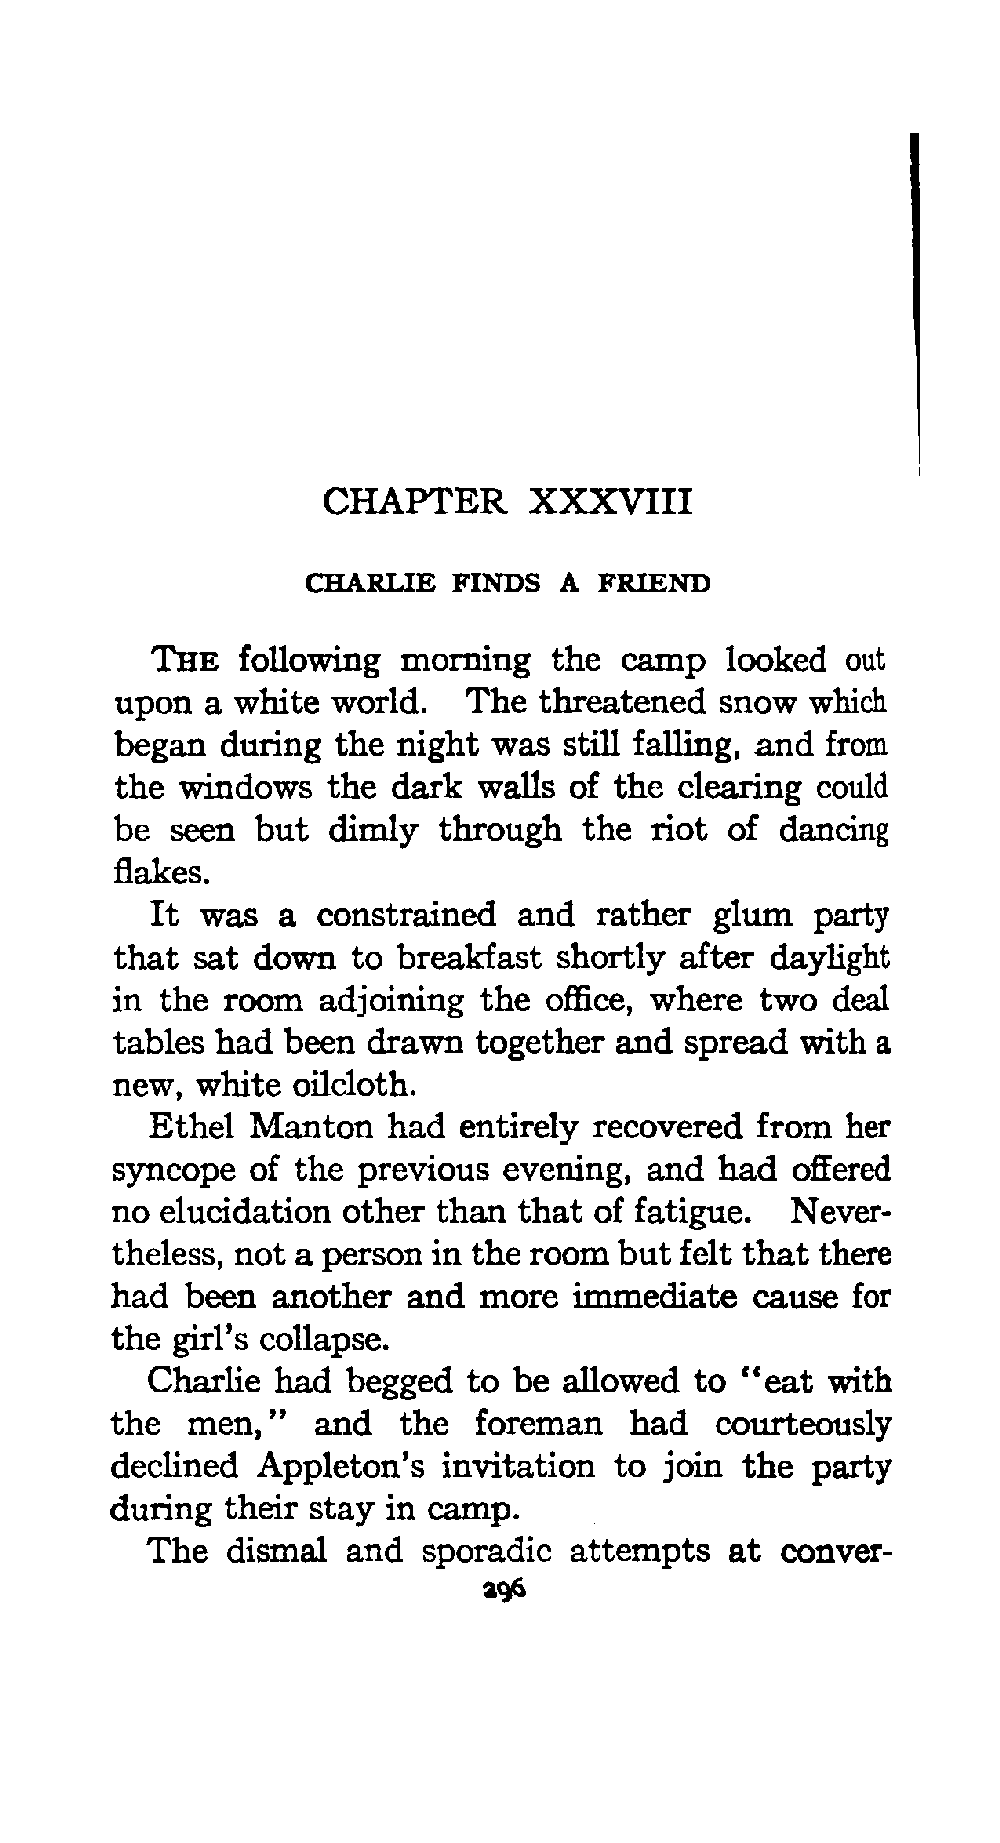 CHAPTER XXXVIII
CHARLIE FINDS A FRIEND
THE following morning the camp looked out
upon a white world. The threatened snow which
began during the night was still falling, and from
the windows the dark walls of the clearing could
be seen but dimly through the riot of dancing
flakes.
It was a constrained and rather glum party
that sat down to breakfast shortly after daylight
in the room adjoining the office, where two deal
tables had been drawn together and spread with a
new, white oilcloth.
Ethel Manton had entirely recovered from her
syncope of the previous evening, and had offered
no elucidation other than that of fatigue. Never-
theless, not a person in the room but felt that there
had been another and more immediate cause for
the girl's collapse.
Charlie had begged to be allowed to "eat with
the men," and the foreman had courteously
declined Appleton's invitation to join the party
during their stay in camp.
The dismal and sporadic attempts at conver-
296